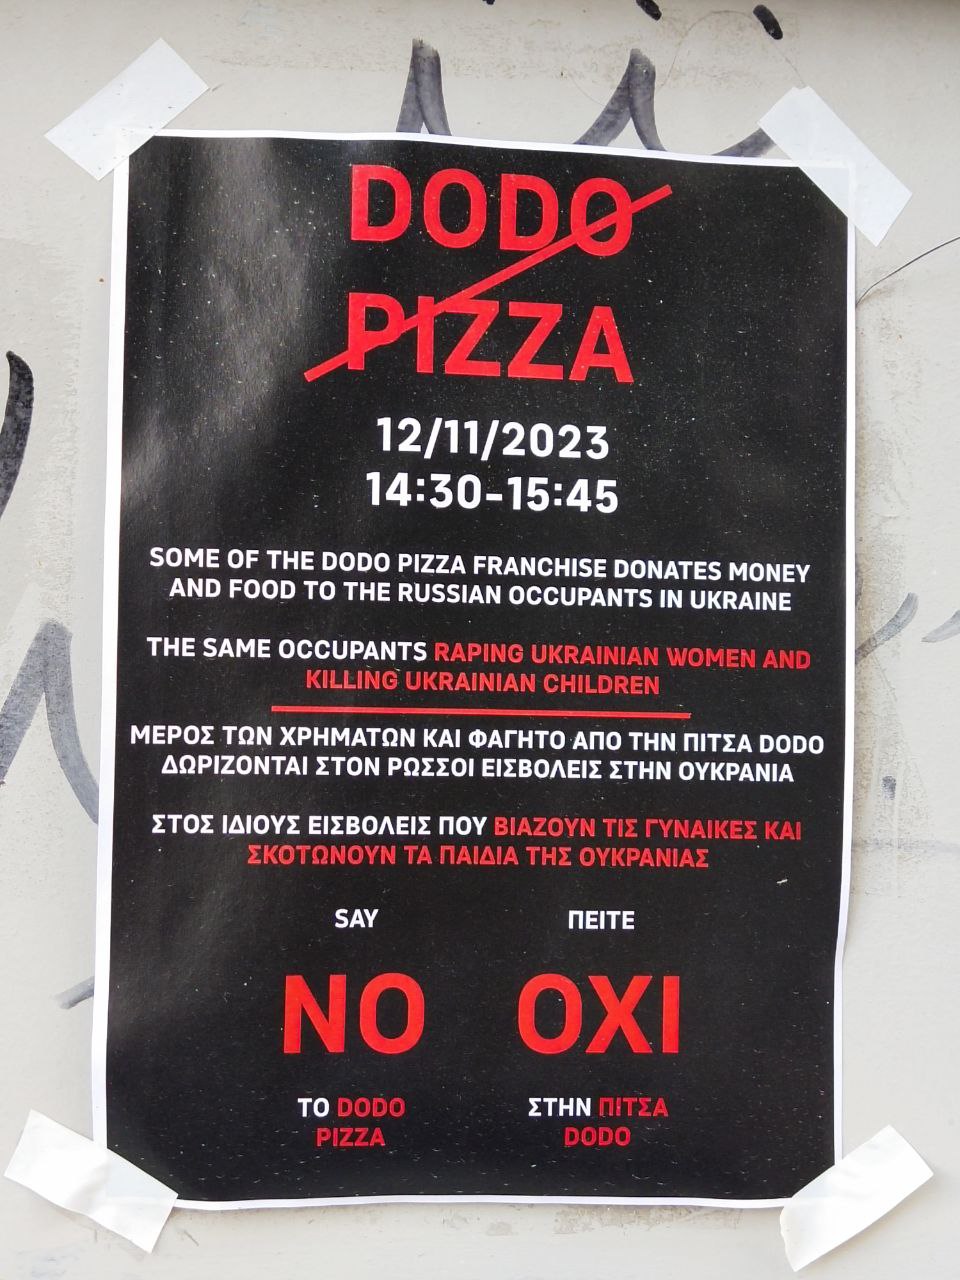 DODO
PIZZA
12/11/2023
14:30-15:45
SOME OF THE DODO PIZZA FRANCHISE DONATES MONEY
AND FOOD TO THE RUSSIAN OCCUPANTS IN UKRAINE
THE SAME OCCUPANTS RAPING UKRAINIAN WOMEN AND
KILLING UKRAINIAN CHILDREN
ΜΕΡΟΣ ΤΩΝ ΧΡΗΜΑΤΩΝ ΚΑΙ ΦΑΓΗΤΟ ΑΠΟ ΤΗΝ ΠΙΤΣΑ DODO
ΔΩΡΙΖΟΝΤΑΙ ΣΤΟΝ ΡΩΣΣΟΙ ΕΙΣΒΟΛΕΙΣ ΣΤΗΝ ΟΥΚΡΑΝΙΑ
ΣΤΟΣ ΙΔΙΟΥΣ ΕΙΣΒΟΛΕΙΣ ΠΟΥ ΒΙΑΖΟΥΝ ΤΙΣ ΓΥΝΑΙΚΕΣ ΚΑΙ
ΣΚΟΤΩΝΟΥΝ ΤΑ ΠΑΙΔΙΑ ΤΗΣ ΟΥΚΡΑΝΙΑΣ
SAY
NO
TO DODO
PIZZA
ΠΕΙΤΕ
ΟΧΙ
ΣΤΗΝ ΠΙΤΣΑ
DODO